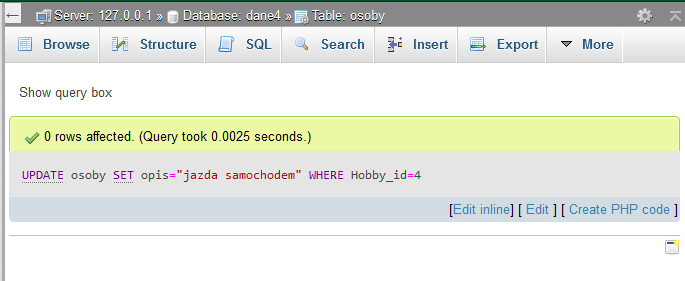 Server: 127.0.0.1 » Database: dane4 » Table: osoby
Browse Structure SQL Search Insert Export More
Show query box
0 rows affected. (Query took 0.0025 seconds.)
UPDATE osoby SET opis="jazda samochodem" WHERE Hobby_id=4
[Edit inline] [ Edit ] [ Create PHP code ]